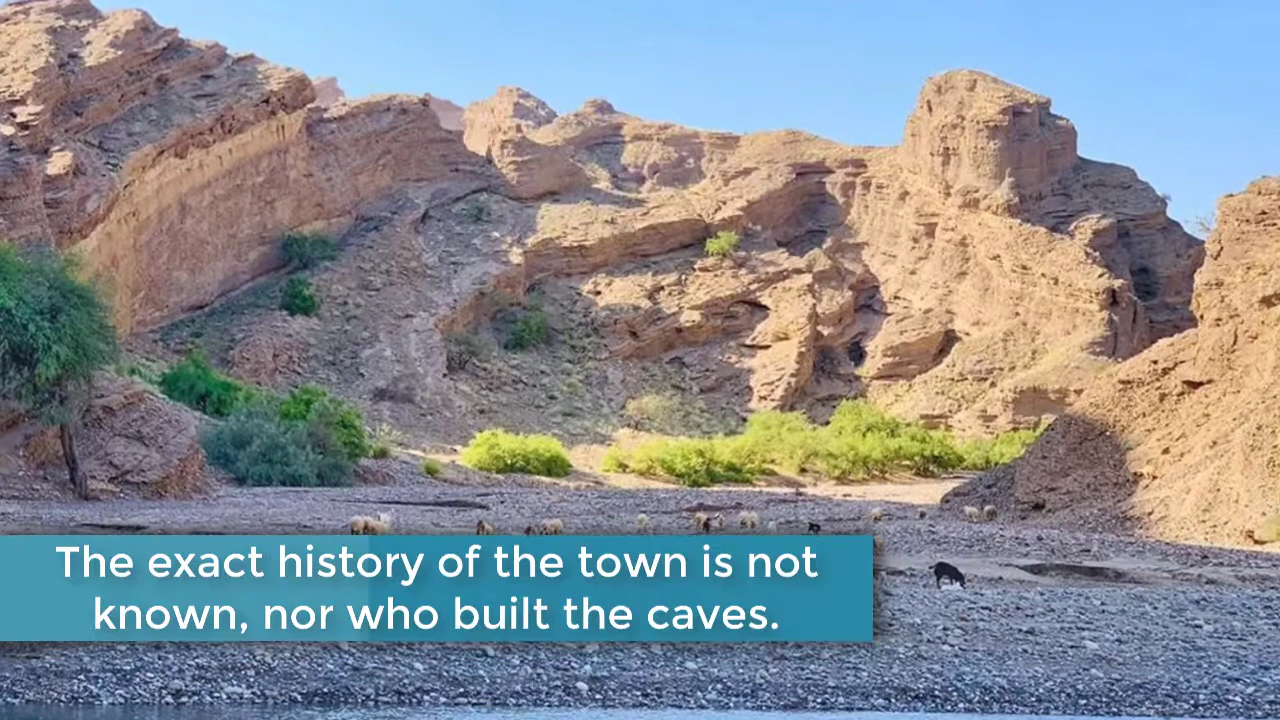 The exact history of the town is not
known, nor who built the caves.